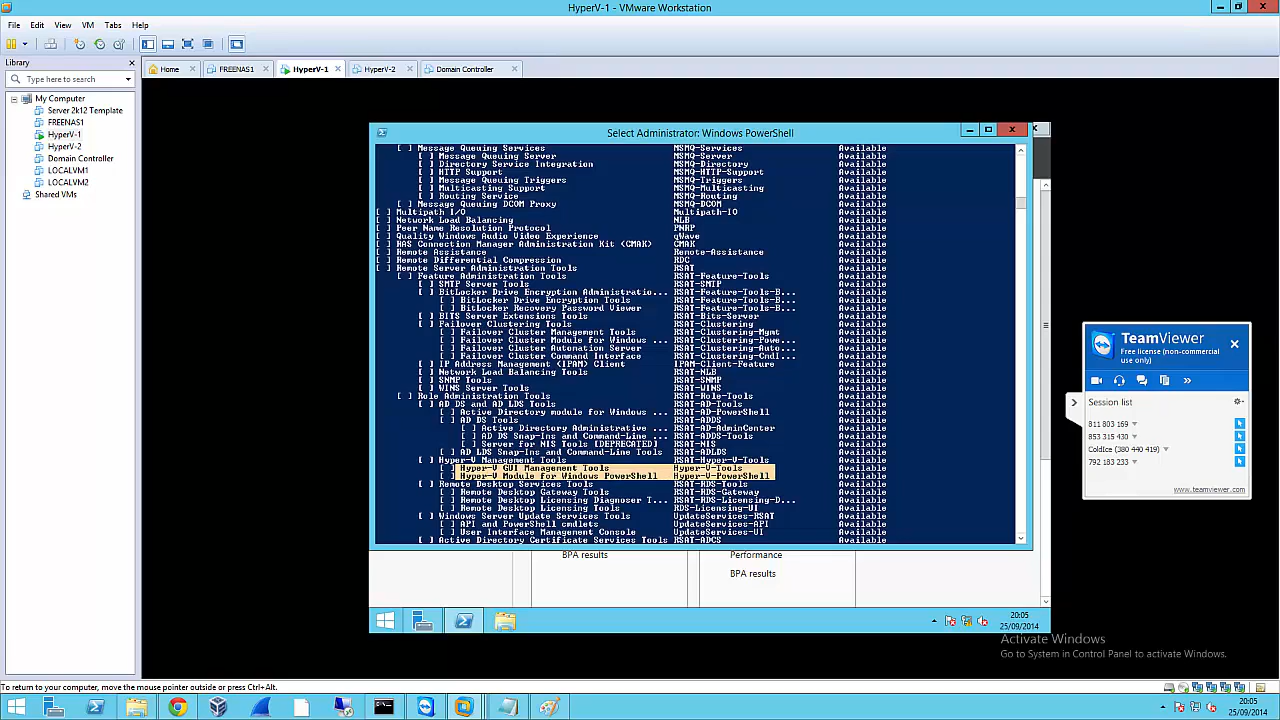 HyperV-1 - VMware Workstation
File Edit View VM Tabs Help
Library
Type here to search
My Computer
Server 2k12 Template
FREENAS1
HyperV-1
HyperV-2
Domain Controller
LOCALVM1
LOCALVM2
Shared VMs
Home FREENAS1 HyperV-1 HyperV-2 Domain Controller
Select Administrator: Windows PowerShell
[ ] Message Queuing Services MSMQ-Services Available
[ ] Message Queuing Server MSMQ-Server Available
[ ] Directory Service Integration MSMQ-Directory Available
[ ] HTTP Support MSMQ-HTTP-Support Available
[ ] Message Queuing Triggers MSMQ-Triggers Available
[ ] Multicasting Support MSMQ-Multicasting Available
[ ] Routing Service MSMQ-Routing Available
[ ] Message Queuing DCOM Proxy MSMQ-DCOM Available
[ ] Multipath I/O Multipath-IO Available
[ ] Network Load Balancing NLB Available
[ ] Peer Name Resolution Protocol PNRP Available
[ ] Quality Windows Audio Video Experience qWave Available
[ ] RAS Connection Manager Administration Kit (CMAK) CMAK Available
[ ] Remote Assistance Remote-Assistance Available
[ ] Remote Differential Compression RDC Available
[ ] Remote Server Administration Tools RSAT Available
[ ] Feature Administration Tools RSAT-Feature-Tools Available
[ ] SMTP Server Tools RSAT-SMTP Available
[ ] BitLocker Drive Encryption Administratio... RSAT-Feature-Tools-B... Available
[ ] BitLocker Drive Encryption Tools RSAT-Feature-Tools-B... Available
[ ] BitLocker Recovery Password Viewer RSAT-Feature-Tools-B... Available
[ ] BITS Server Extensions Tools RSAT-Bits-Server Available
[ ] Failover Clustering Tools RSAT-Clustering Available
[ ] Failover Cluster Management Tools RSAT-Clustering-Mgmt Available
[ ] Failover Cluster Module for Windows ... RSAT-Clustering-Powe... Available
[ ] Failover Cluster Automation Server RSAT-Clustering-Auto... Available
[ ] Failover Cluster Command Interface RSAT-Clustering-CmdI... Available
[ ] IP Address Management (IPAM) Client IPAM-Client-Feature Available
[ ] Network Load Balancing Tools RSAT-NLB Available
[ ] SNMP Tools RSAT-SNMP Available
[ ] WINS Server Tools RSAT-WINS Available
[ ] Role Administration Tools RSAT-Role-Tools Available
[ ] AD DS and AD LDS Tools RSAT-AD-Tools Available
[ ] Active Directory module for Windows ... RSAT-AD-PowerShell Available
[ ] AD DS Tools RSAT-ADDS Available
[ ] Active Directory Administrative ... RSAT-AD-AdminCenter Available
[ ] AD DS Snap-Ins and Command-Line ... RSAT-ADDS-Tools Available
[ ] Server for NIS Tools [DEPRECATED] RSAT-NIS Available
[ ] AD LDS Snap-Ins and Command-Line Tools RSAT-ADLDS Available
[ ] Hyper-V Management Tools RSAT-Hyper-V-Tools Available
[ ] Hyper-V GUI Management Tools Hyper-V-Tools Available
[ ] Hyper-V Module for Windows PowerShell Hyper-V-PowerShell Available
[ ] Remote Desktop Services Tools RSAT-RDS-Tools Available
[ ] Remote Desktop Gateway Tools RSAT-RDS-Gateway Available
[ ] Remote Desktop Licensing Diagnoser T... RSAT-RDS-Licensing-D... Available
[ ] Remote Desktop Licensing Tools RDS-Licensing-UI Available
[ ] Windows Server Update Services Tools UpdateServices-RSAT Available
[ ] API and PowerShell cmdlets UpdateServices-API Available
[ ] User Interface Management Console UpdateServices-UI Available
[ ] Active Directory Certificate Services Tools RSAT-ADCS Available
BPA results
Performance
BPA results
20:05
25/09/2014
TeamViewer
Free license (non-commercial
use only)
Session list
811 803 169
853 315 430
ColdIce (380 440 419)
792 183 233
www.teamviewer.com
Activate Windows
Go to System in Control Panel to activate Windows.
To return to your computer, move the mouse pointer outside or press Ctrl+Alt.
20:05
25/09/2014